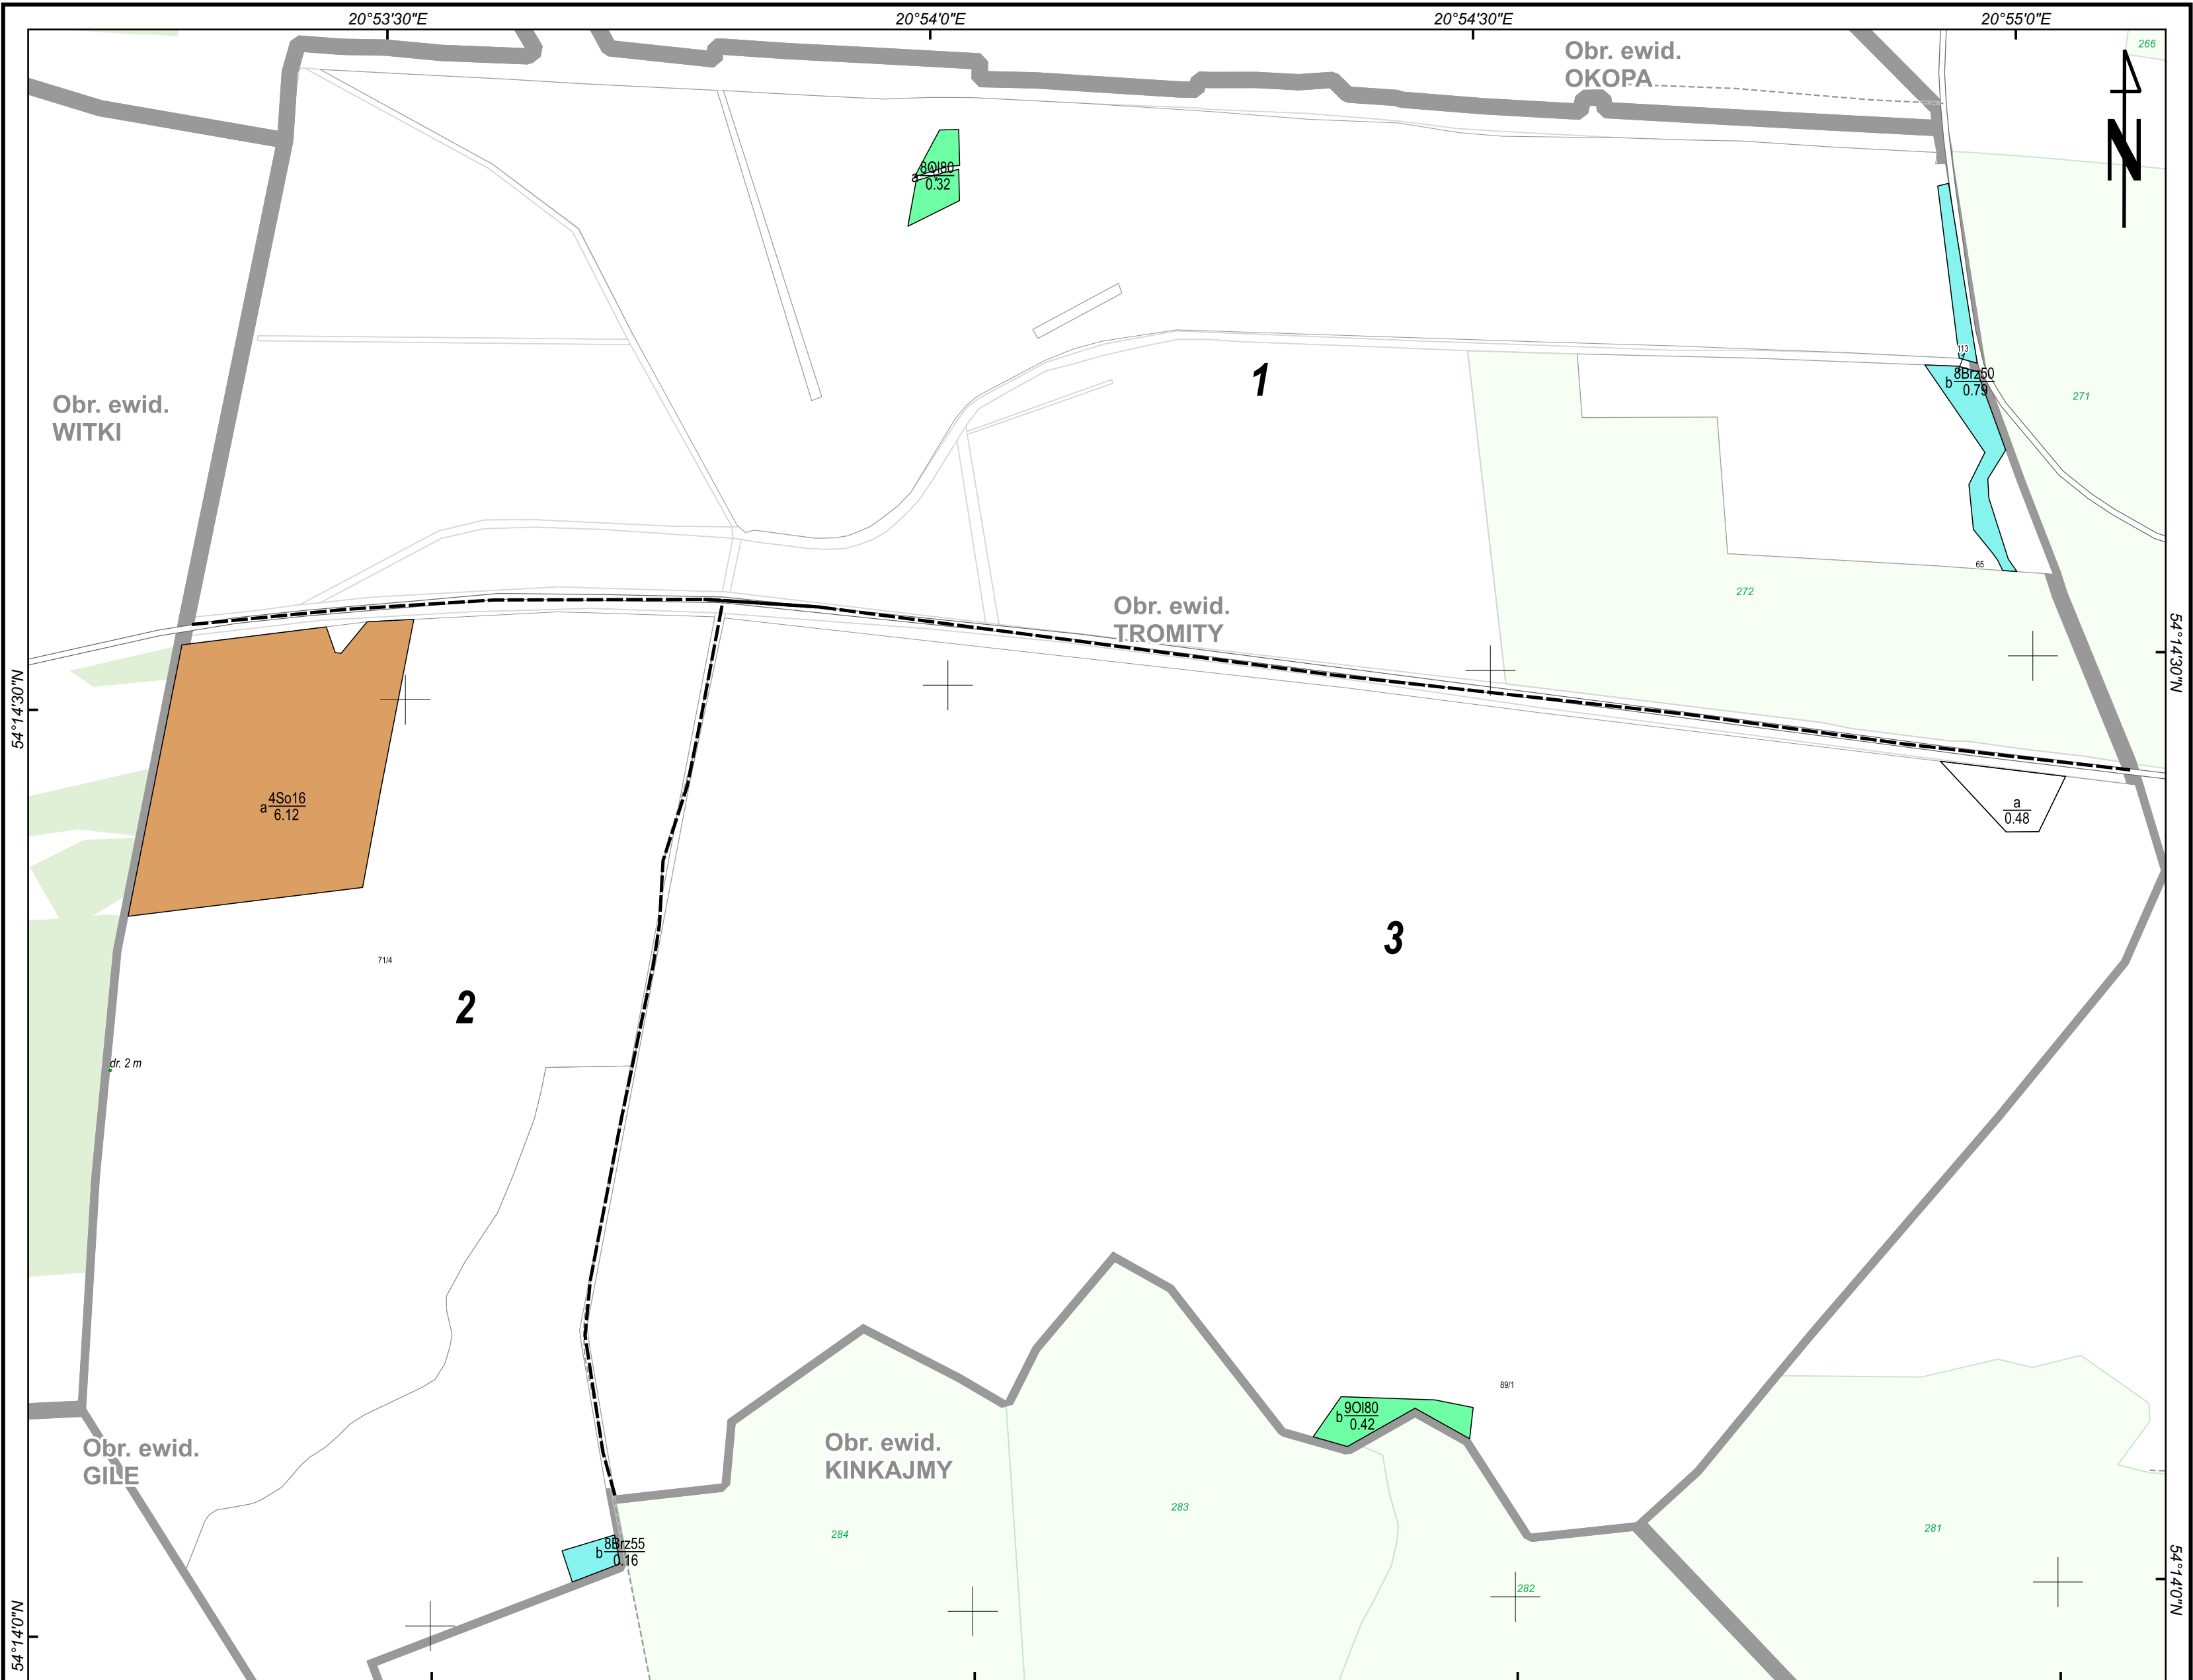 20°53'30"E
20°54'0"E
20°54'30"E
20°55'0"E
Obr. ewid.
OKOPA
266
N
8Ol80
a
0.32
113
8Brz50
b
0.79
271
1
Obr. ewid.
WITKI
65
272
Obr. ewid.
TROMITY
54°14'30"N
54°14'30"N
4So16
a
6.12
a
0.48
3
71/4
2
dr. 2 m
89/1
9Ol80
b
0.42
Obr. ewid.
GILE
Obr. ewid.
KINKAJMY
283
284
281
8Brz55
b
0.16
282
54°14'0"N
54°14'0"N